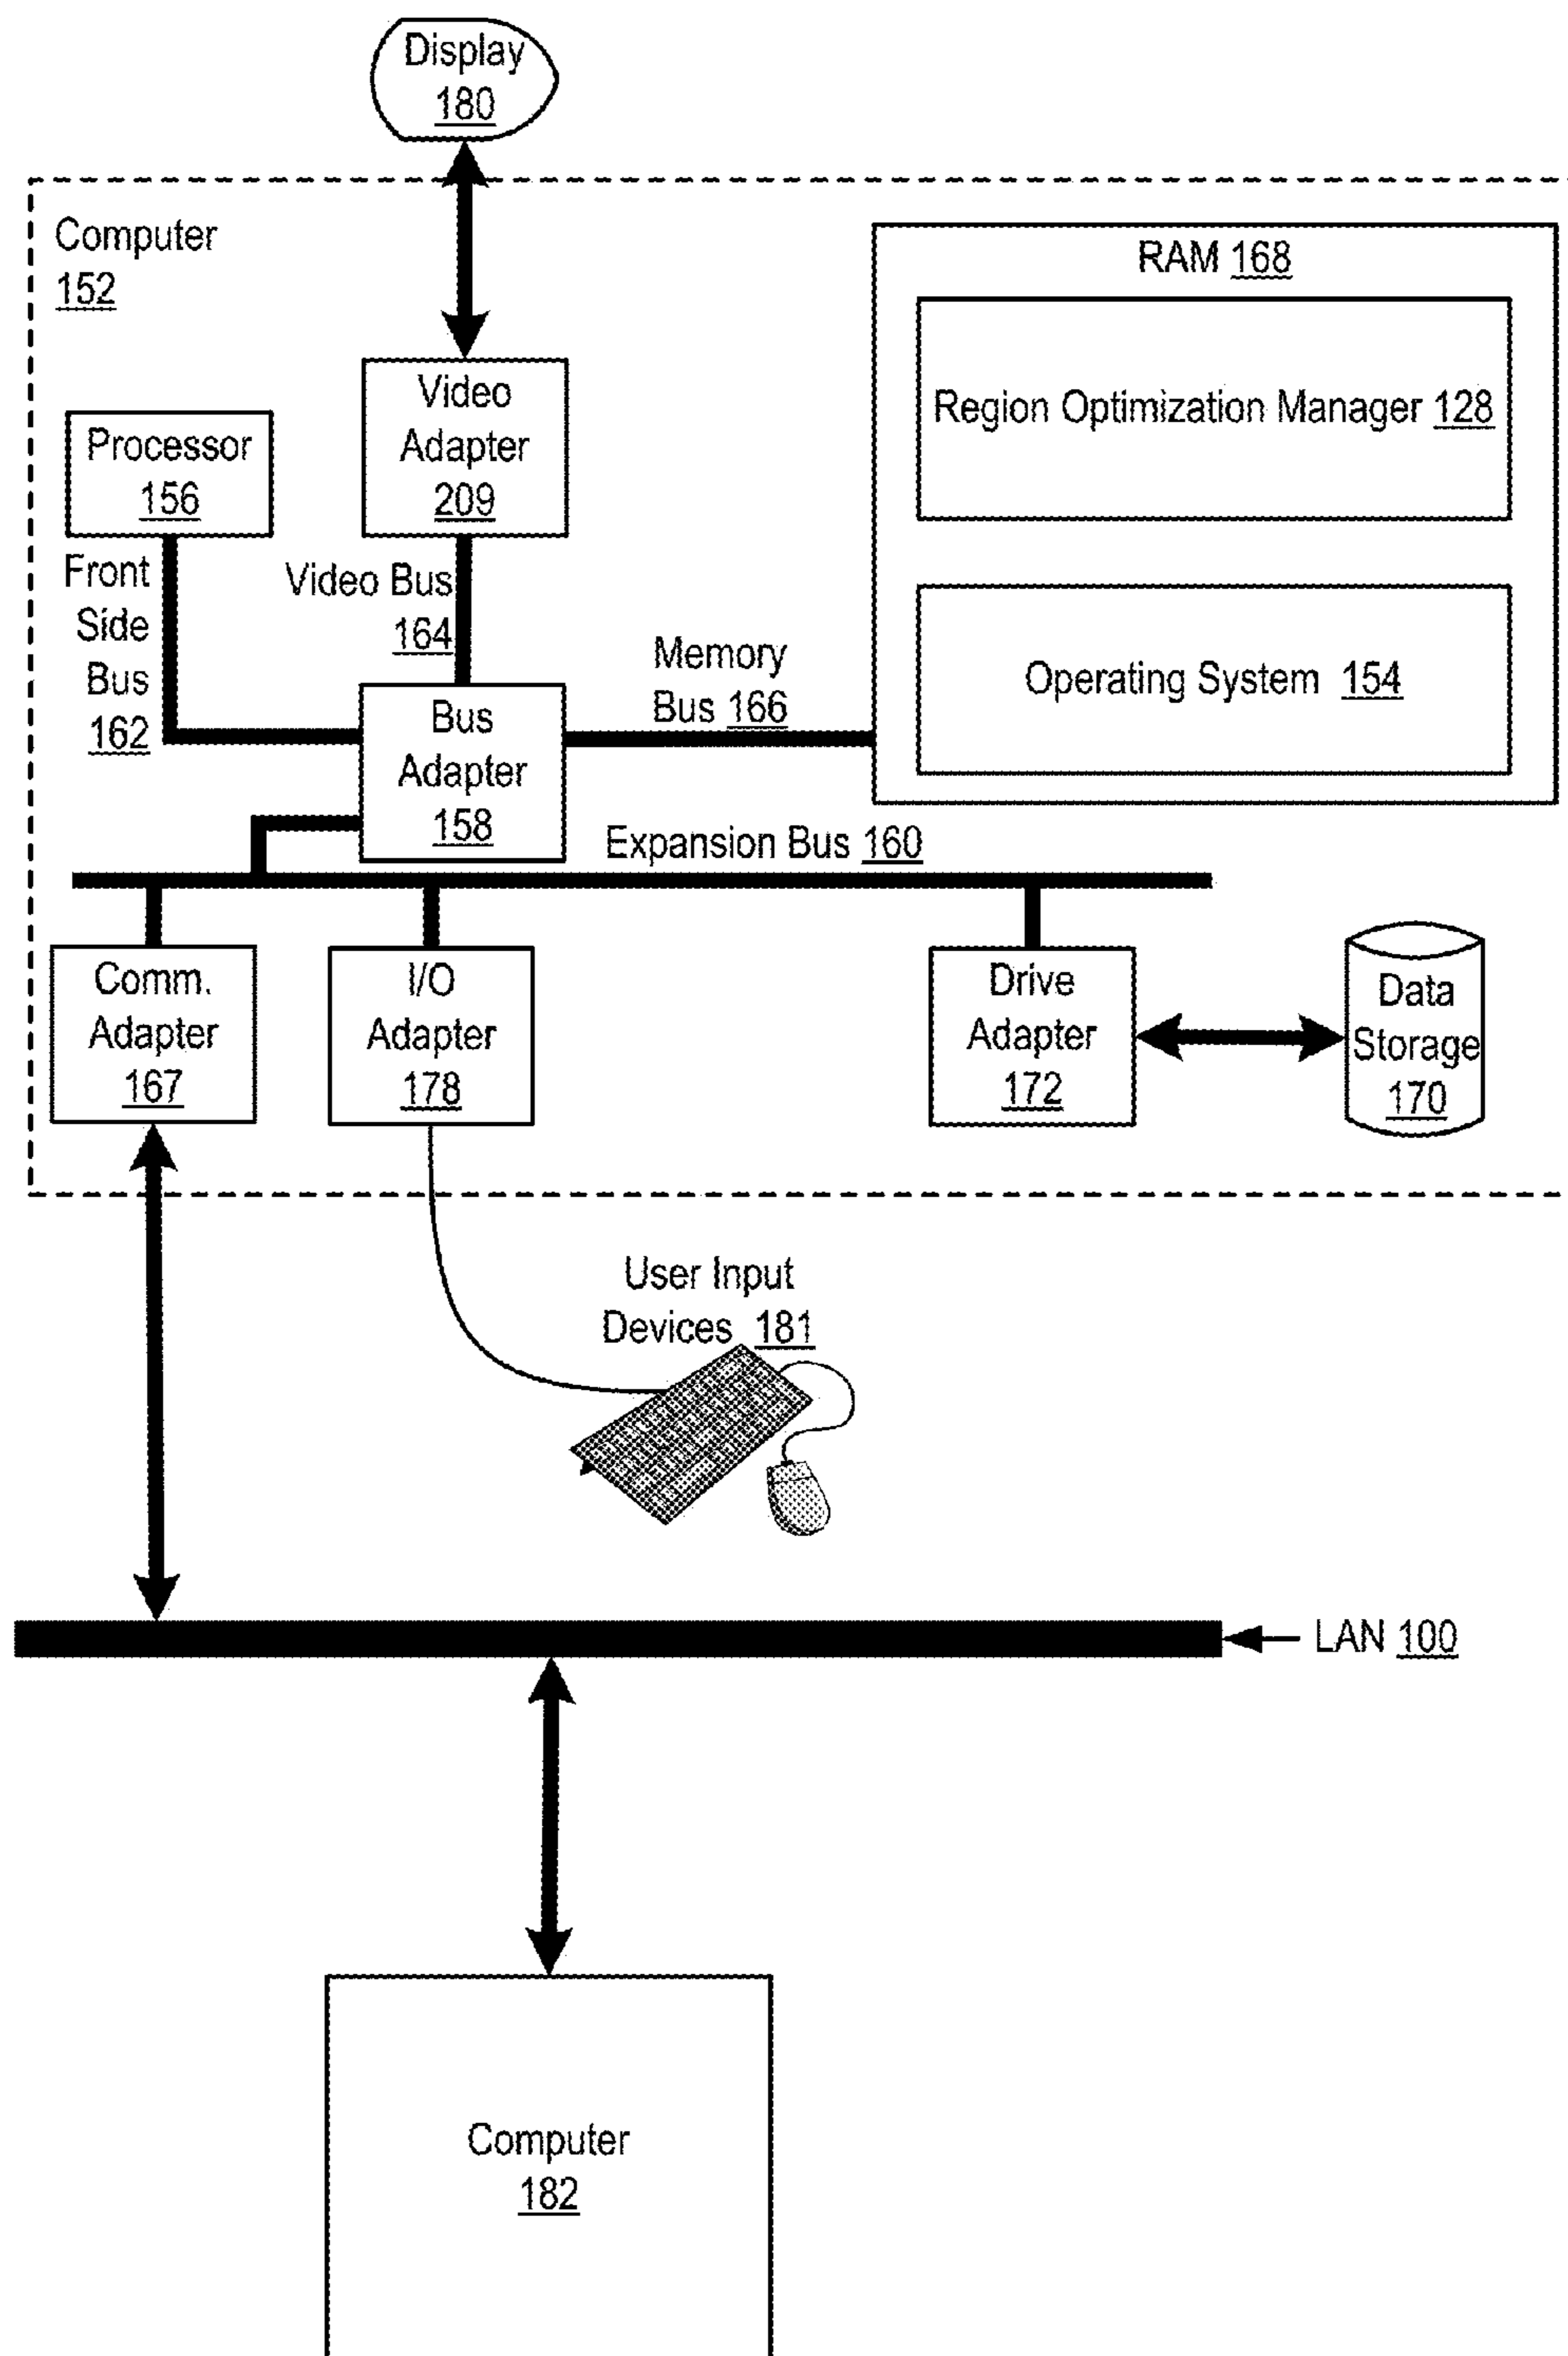 Display
180
Computer
152
RAM 168
Region Optimization Manager 128
Video
Adapter
209
Processor
156
Front
Side
Bus
162
Video Bus
164
Memory
Bus 166
Operating System 154
Bus
Adapter
158
Expansion Bus 160
Comm.
Adapter
167
I/O
Adapter
178
Drive
Adapter
172
Data
Storage
170
User Input
Devices 181
LAN 100
Computer
182